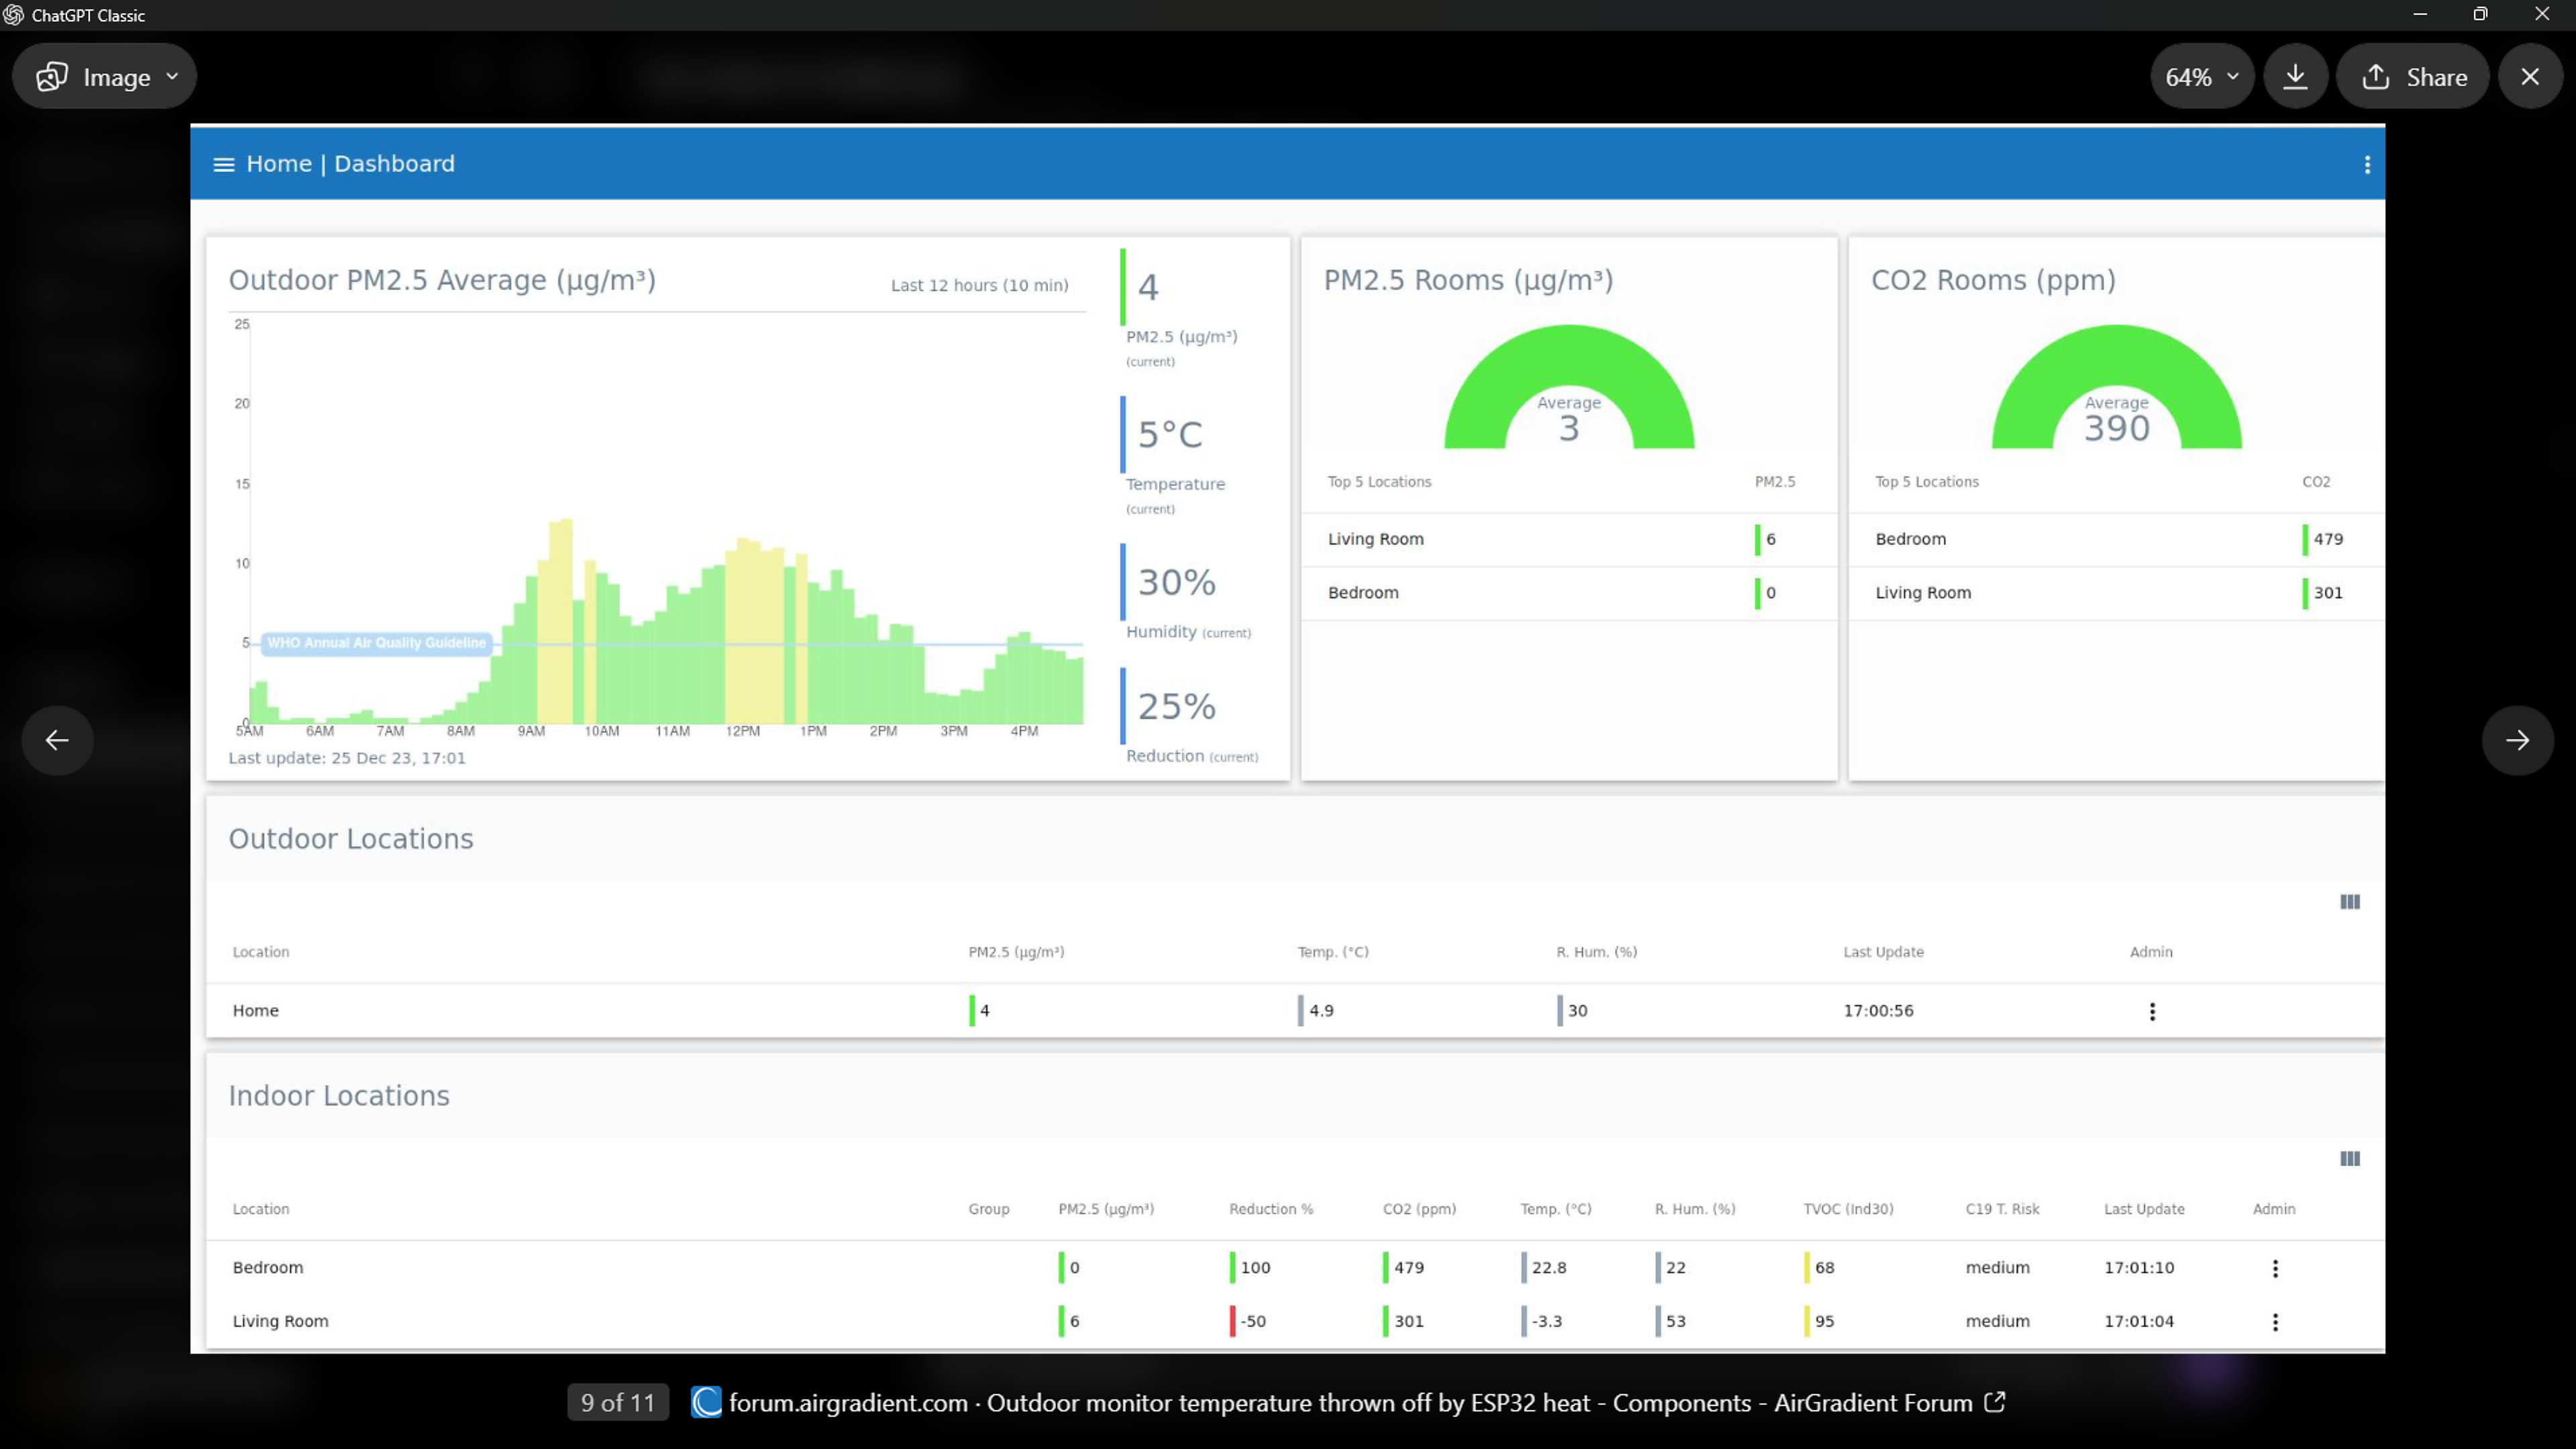 ChatGPT Classic
Image
64%
Share
Home | Dashboard
Outdoor PM2.5 Average (μg/m³)
Last 12 hours (10 min)
25
20
15
10
5
0
WHO Annual Air Quality Guideline
5AM 6AM 7AM 8AM 9AM 10AM 11AM 12PM 1PM 2PM 3PM 4PM
Last update: 25 Dec 23, 17:01
4
PM2.5 (μg/m³)
(current)
5°C
Temperature
(current)
30%
Humidity (current)
25%
Reduction (current)
PM2.5 Rooms (μg/m³)
Average
3
Top 5 Locations PM2.5
Living Room 6
Bedroom 0
CO2 Rooms (ppm)
Average
390
Top 5 Locations CO2
Bedroom 479
Living Room 301
Outdoor Locations
Location PM2.5 (μg/m³) Temp. (°C) R. Hum. (%) Last Update Admin
Home 4 4.9 30 17:00:56
Indoor Locations
Location Group PM2.5 (μg/m³) Reduction % CO2 (ppm) Temp. (°C) R. Hum. (%) TVOC (Ind30) C19 T. Risk Last Update Admin
Bedroom 0 100 479 22.8 22 68 medium 17:01:10
Living Room 6 -50 301 -3.3 53 95 medium 17:01:04
9 of 11
forum.airgradient.com · Outdoor monitor temperature thrown off by ESP32 heat - Components - AirGradient Forum